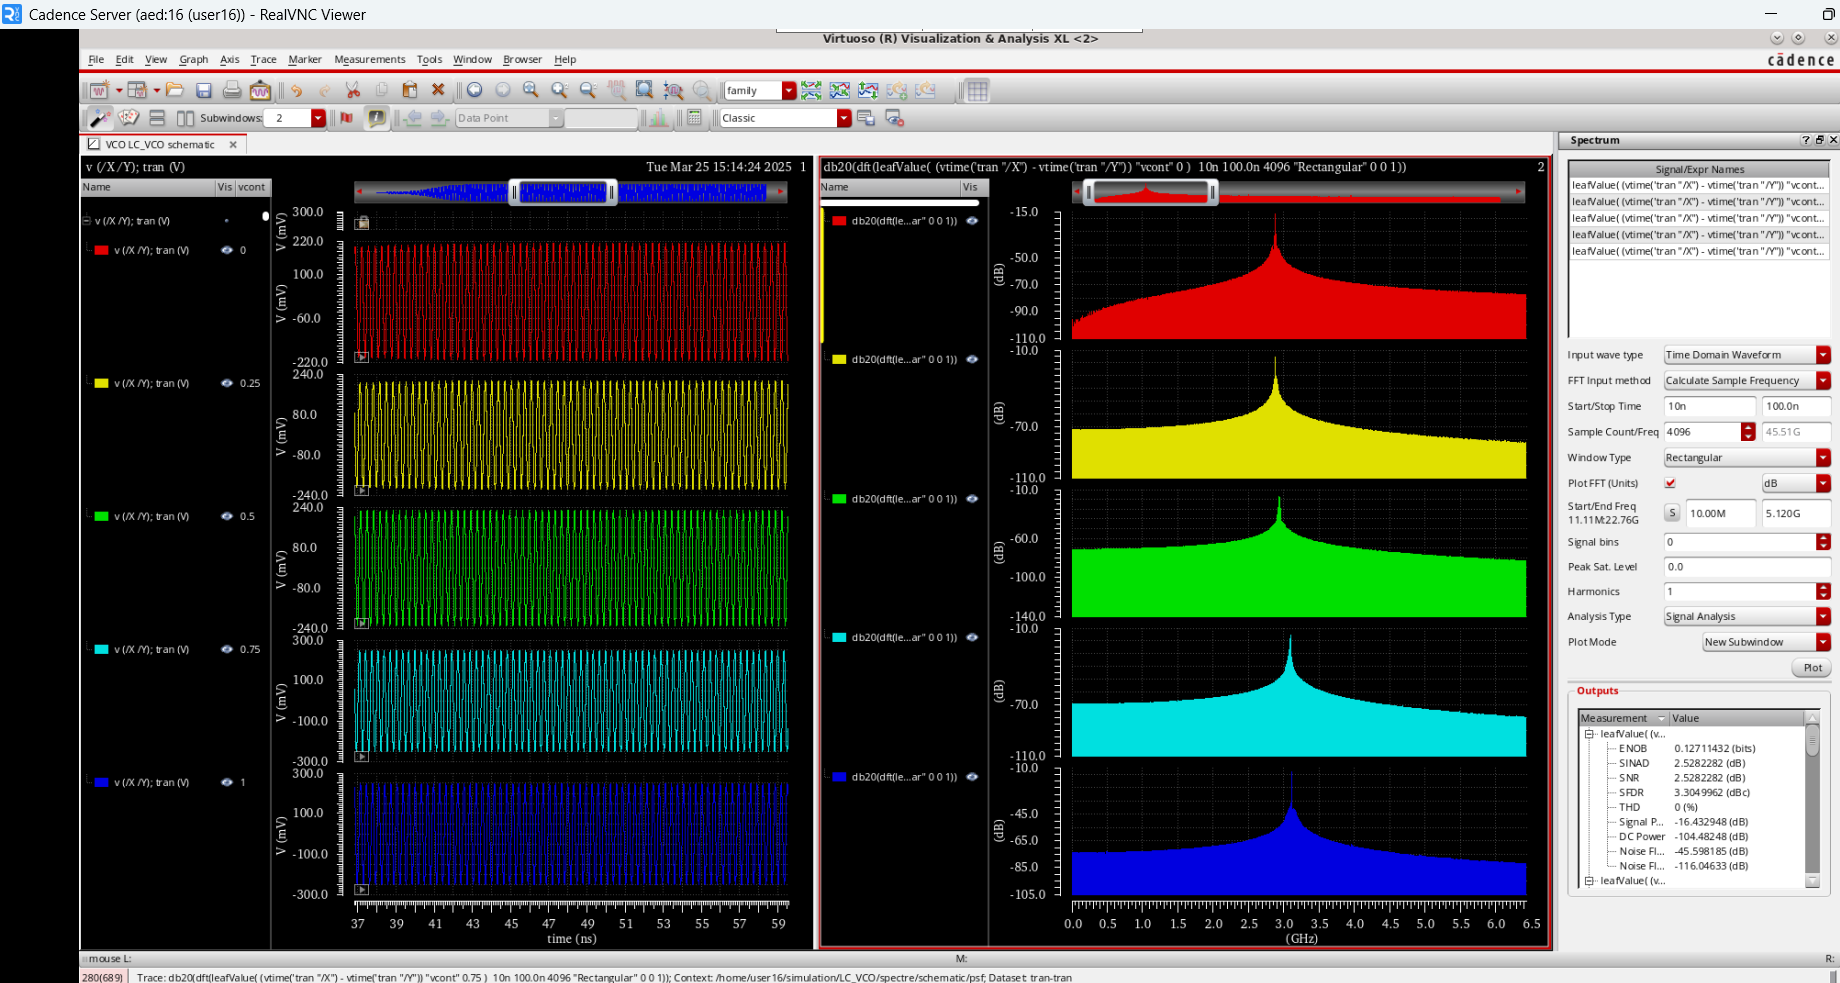 Cadence Server (aed:16 (user16)) - RealVNC Viewer
Virtuoso (R) Visualization & Analysis XL <2>
File Edit View Graph Axis Trace Marker Measurements Tools Window Browser Help
cādence
family
Subwindows: 2 Data Point Classic
VCO LC_VCO schematic
v (/X /Y); tran (V) Tue Mar 25 15:14:24 2025 1
Name Vis vcont
v (/X /Y); tran (V)
v (/X /Y); tran (V) 0
v (/X /Y); tran (V) 0.25
v (/X /Y); tran (V) 0.5
v (/X /Y); tran (V) 0.75
v (/X /Y); tran (V) 1
300.0
V (mV)
220.0
100.0
-60.0
-220.0
V (mV)
240.0
80.0
-80.0
-240.0
V (mV)
240.0
80.0
-80.0
-240.0
V (mV)
300.0
100.0
-100.0
-300.0
V (mV)
300.0
100.0
-100.0
-300.0
V (mV)
37 39 41 43 45 47 49 51 53 55 57 59
time (ns)
db20(dft(leafValue( (vtime('tran "/X") - vtime('tran "/Y")) "vcont" 0 ) 10n 100.0n 4096 "Rectangular" 0 0 1)) 2
Name Vis
db20(dft(le...ar" 0 0 1))
db20(dft(le...ar" 0 0 1))
db20(dft(le...ar" 0 0 1))
db20(dft(le...ar" 0 0 1))
db20(dft(le...ar" 0 0 1))
-15.0
-50.0
-70.0
-90.0
-110.0
(dB)
-10.0
-70.0
-110.0
(dB)
-10.0
-60.0
-100.0
-140.0
(dB)
-10.0
-70.0
-110.0
(dB)
-10.0
-45.0
-65.0
-85.0
-105.0
(dB)
0.0 0.5 1.0 1.5 2.0 2.5 3.0 3.5 4.0 4.5 5.0 5.5 6.0 6.5
(GHz)
Spectrum
Signal/Expr Names
leafValue( (vtime('tran "/X") - vtime('tran "/Y")) "vcont...
leafValue( (vtime('tran "/X") - vtime('tran "/Y")) "vcont...
leafValue( (vtime('tran "/X") - vtime('tran "/Y")) "vcont...
leafValue( (vtime('tran "/X") - vtime('tran "/Y")) "vcont...
leafValue( (vtime('tran "/X") - vtime('tran "/Y")) "vcont...
Input wave type Time Domain Waveform
FFT Input method Calculate Sample Frequency
Start/Stop Time 10n 100.0n
Sample Count/Freq 4096 45.51G
Window Type Rectangular
Plot FFT (Units) dB
Start/End Freq
11.11M:22.76G S 10.00M 5.120G
Signal bins 0
Peak Sat. Level 0.0
Harmonics 1
Analysis Type Signal Analysis
Plot Mode New Subwindow
Plot
Outputs
Measurement Value
leafValue( (v...
ENOB 0.12711432 (bits)
SINAD 2.5282282 (dB)
SNR 2.5282282 (dB)
SFDR 3.3049962 (dBc)
THD 0 (%)
Signal P... -16.432948 (dB)
DC Power -104.48248 (dB)
Noise Fl... -45.598185 (dB)
Noise Fl... -116.04633 (dB)
leafValue( (v...
mouse L: M: R:
280(689) Trace: db20(dft(leafValue( (vtime('tran "/X") - vtime('tran "/Y")) "vcont" 0.75 ) 10n 100.0n 4096 "Rectangular" 0 0 1)); Context: /home/user16/simulation/LC_VCO/spectre/schematic/psf; Dataset: tran-tran